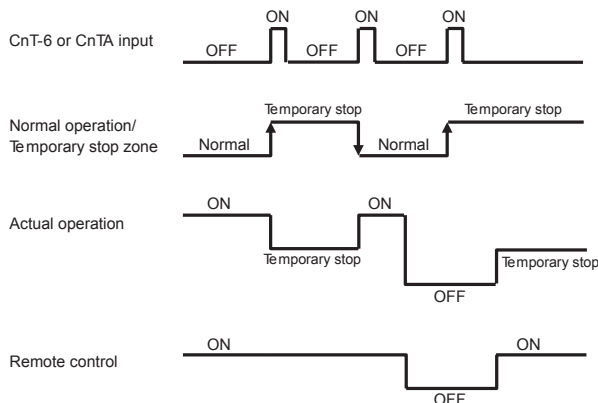 ON ON ON
CnT-6 or CnTA input
OFF OFF OFF
Temporary stop Temporary stop
Normal operation/
Temporary stop zone
Normal Normal
ON ON
Actual operation
Temporary stop Temporary stop
OFF
ON ON
Remote control
OFF